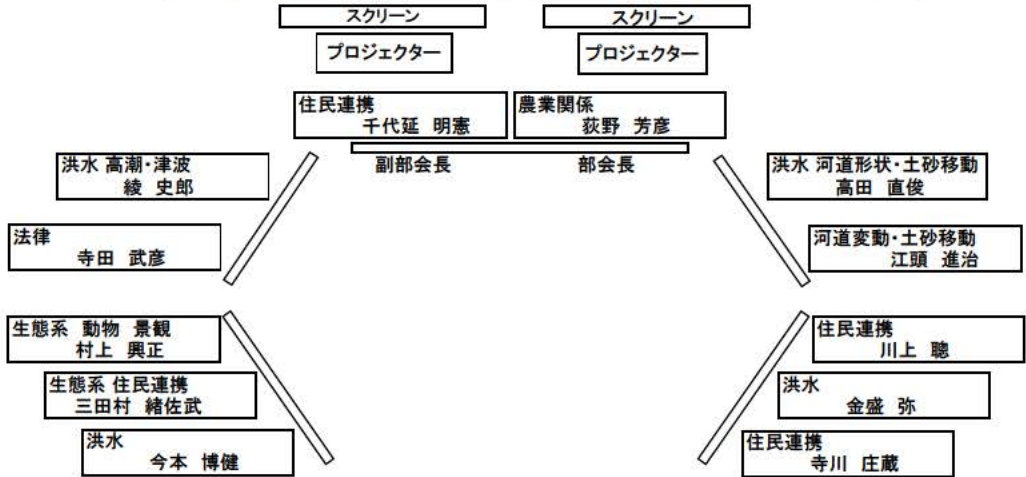 スクリーン
スクリーン
プロジェクター
プロジェクター
住民連携
千代延 明憲
農業関係
荻野 芳彦
副部会長
部会長
洪水 高潮・津波
綾 史郎
洪水 河道形状・土砂移動
高田 直俊
法律
寺田 武彦
河道変動・土砂移動
江頭 進治
生態系 動物 景観
村上 興正
住民連携
川上 聰
生態系 住民連携
三田村 緒佐武
洪水
金盛 弥
洪水
今本 博健
住民連携
寺川 庄蔵